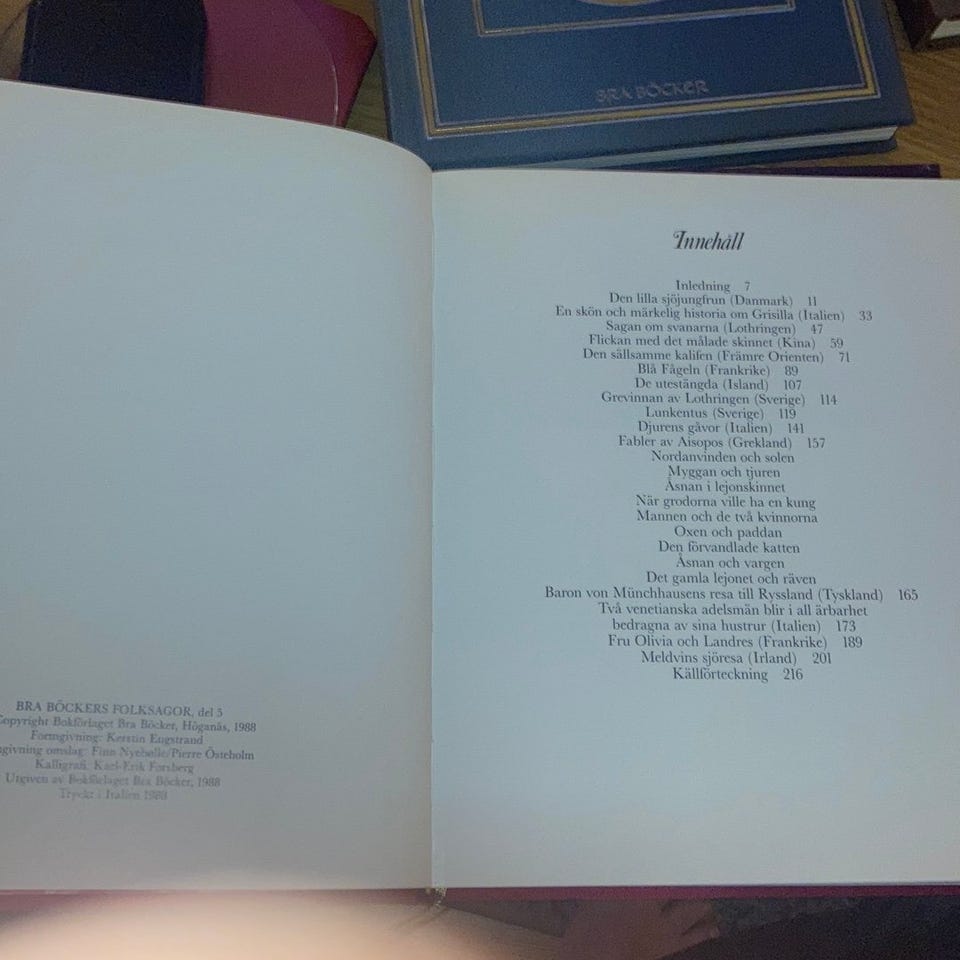 BRA BÖCKER
BRA BÖCKERS FOLKSAGOR, del 5
Copyright Bokförlaget Bra Böcker, Höganäs, 1988
Formgivning: Kerstin Engstrand
omslag: Finn Nyebølle/Pierre Österholm
Kalligrafi: Karl-Erik Forsberg
Utgiven av Bokförlaget Bra Böcker, 1988
Tryckt i Italien 1988
Innehåll
Inledning 7
Den lilla sjöjungfrun (Danmark) 11
En skön och märkelig historia om Grisilla (Italien) 33
Sagan om svanarna (Lothringen) 47
Flickan med det målade skinnet (Kina) 59
Den sällsamme kalifen (Främre Orienten) 71
Blå Fågeln (Frankrike) 89
De utestängda (Island) 107
Grevinnan av Lothringen (Sverige) 114
Lunkentus (Sverige) 119
Djurens gåvor (Italien) 141
Fabler av Aisopos (Grekland) 157
Nordanvinden och solen
Myggan och tjuren
Åsnan i lejonskinnet
När grodorna ville ha en kung
Mannen och de två kvinnorna
Oxen och paddan
Den förvandlade katten
Åsnan och vargen
Det gamla lejonet och räven
Baron von Münchhausens resa till Ryssland (Tyskland) 165
Två venetianska adelsmän blir i all ärbarhet
bedragna av sina hustrur (Italien) 173
Fru Olivia och Landres (Frankrike) 189
Meldvins sjöresa (Irland) 201
Källförteckning 216